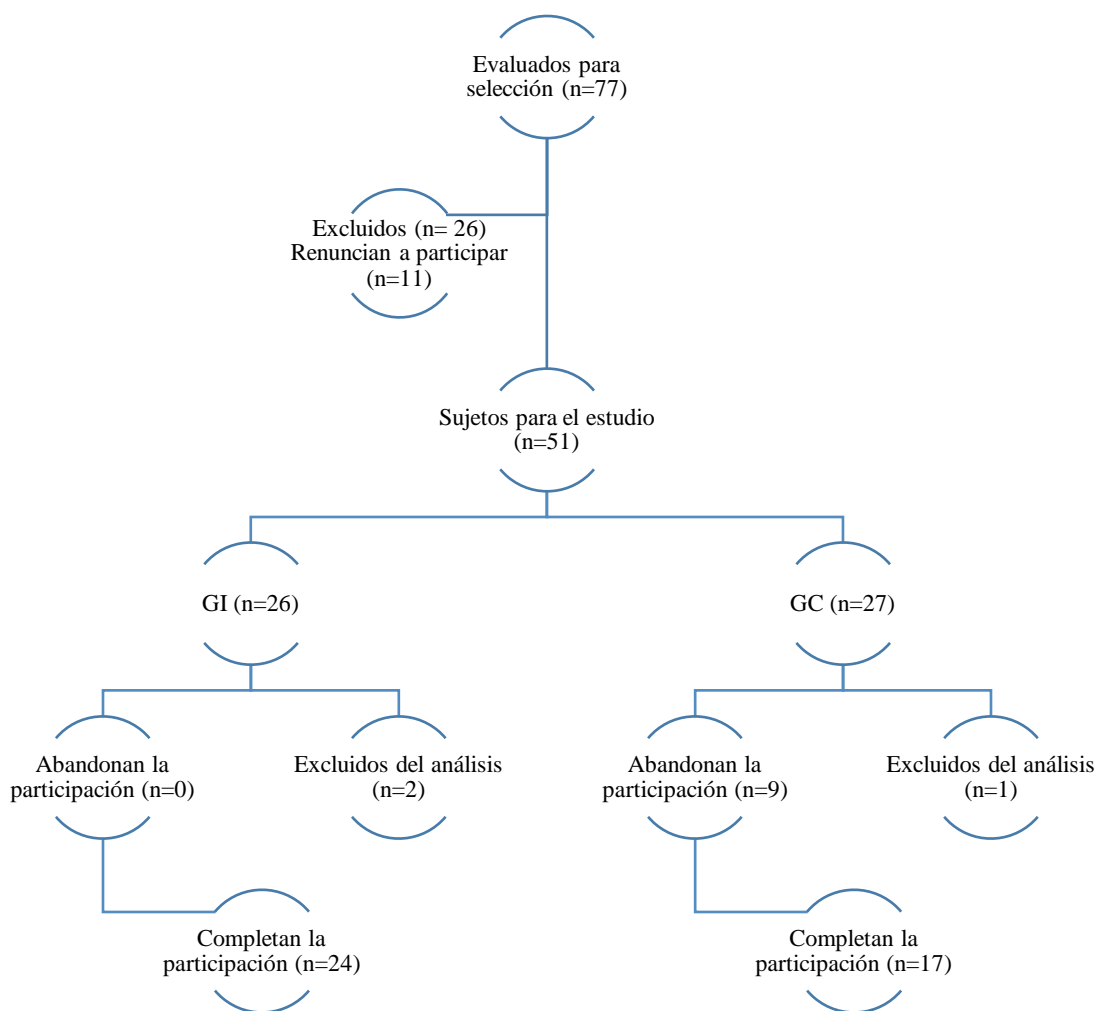 Evaluados para
selección (n=77)
Excluidos (n= 26)
Renuncian a participar
(n=11)
Sujetos para el estudio
(n=51)
GI (n=26)
GC (n=27)
Abandonan la
participación (n=0)
Excluidos del análisis
(n=2)
Abandonan la
participación (n=9)
Excluidos del análisis
(n=1)
Completan la
participación (n=24)
Completan la
participación (n=17)